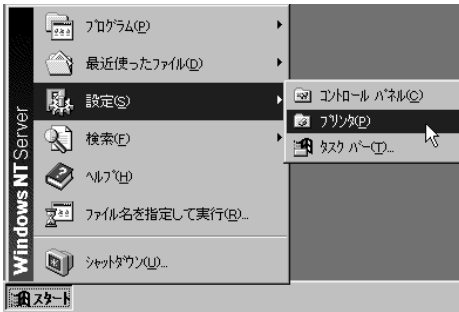 Windows NT Server
ﾌﾟﾛｸﾞﾗﾑ(P)
最近使ったﾌｧｲﾙ(D)
設定(S)
検索(F)
ﾍﾙﾌﾟ(H)
ﾌｧｲﾙ名を指定して実行(R)...
ｼｬｯﾄﾀﾞｳﾝ(U)...
ｺﾝﾄﾛｰﾙ ﾊﾟﾈﾙ(C)
ﾌﾟﾘﾝﾀ(P)
ﾀｽｸ ﾊﾞｰ(T)...
ｽﾀｰﾄ